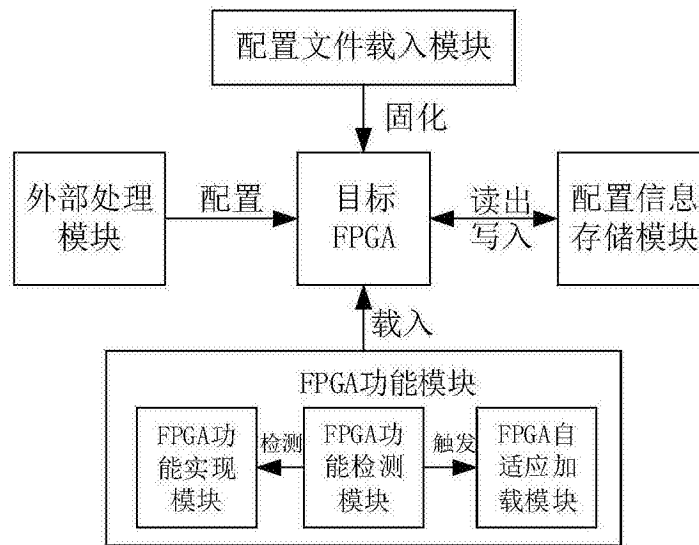 配置文件载入模块
固化
外部处理
模块
配置
目标
FPGA
读出
写入
配置信息
存储模块
载入
FPGA功能模块
FPGA功
能实现
模块
检测
FPGA功
能检测
模块
触发
FPGA自
适应加
载模块